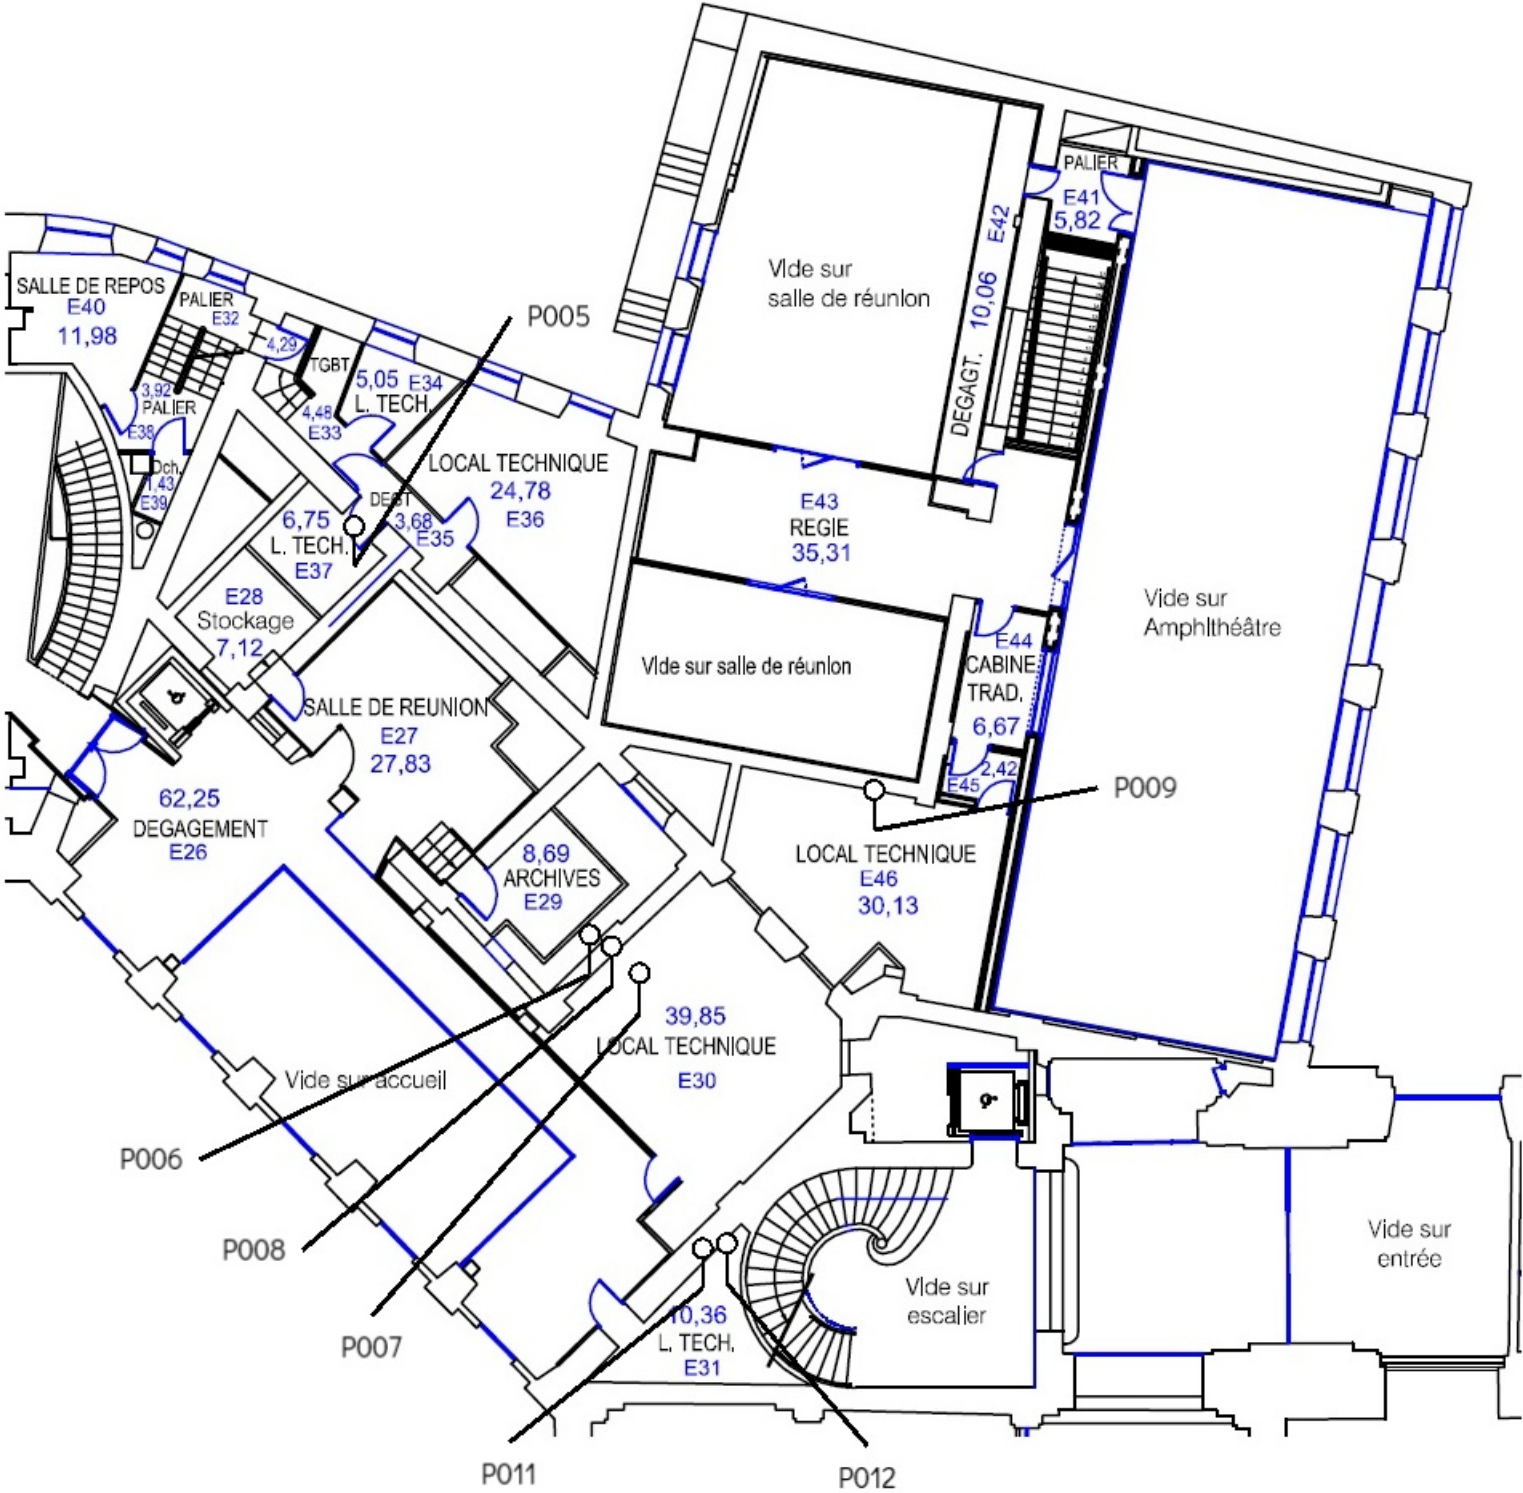 PALIER
E41
5,82
E42
10,06
DEGAGT.
Vide sur
salle de réunion
SALLE DE REPOS
E40
11,98
PALIER
E32
4,29
P005
TGBT
5,05 E34
L. TECH.
3,92
PALIER
E38
4,48
E33
Dch.
1,43
E39
LOCAL TECHNIQUE
24,78
E36
DEGT
3,68
E35
6,75
L. TECH.
E37
E43
REGIE
35,31
E28
Stockage
7,12
Vide sur
Amphithéâtre
E44
CABINE
TRAD.
6,67
Vide sur salle de réunion
SALLE DE REUNION
E27
27,83
2,42
E45
P009
62,25
DEGAGEMENT
E26
8,69
ARCHIVES
E29
LOCAL TECHNIQUE
E46
30,13
39,85
LOCAL TECHNIQUE
E30
Vide sur accueil
P006
P008
P007
Vide sur
entrée
Vide sur
escalier
10,36
L. TECH.
E31
P011
P012